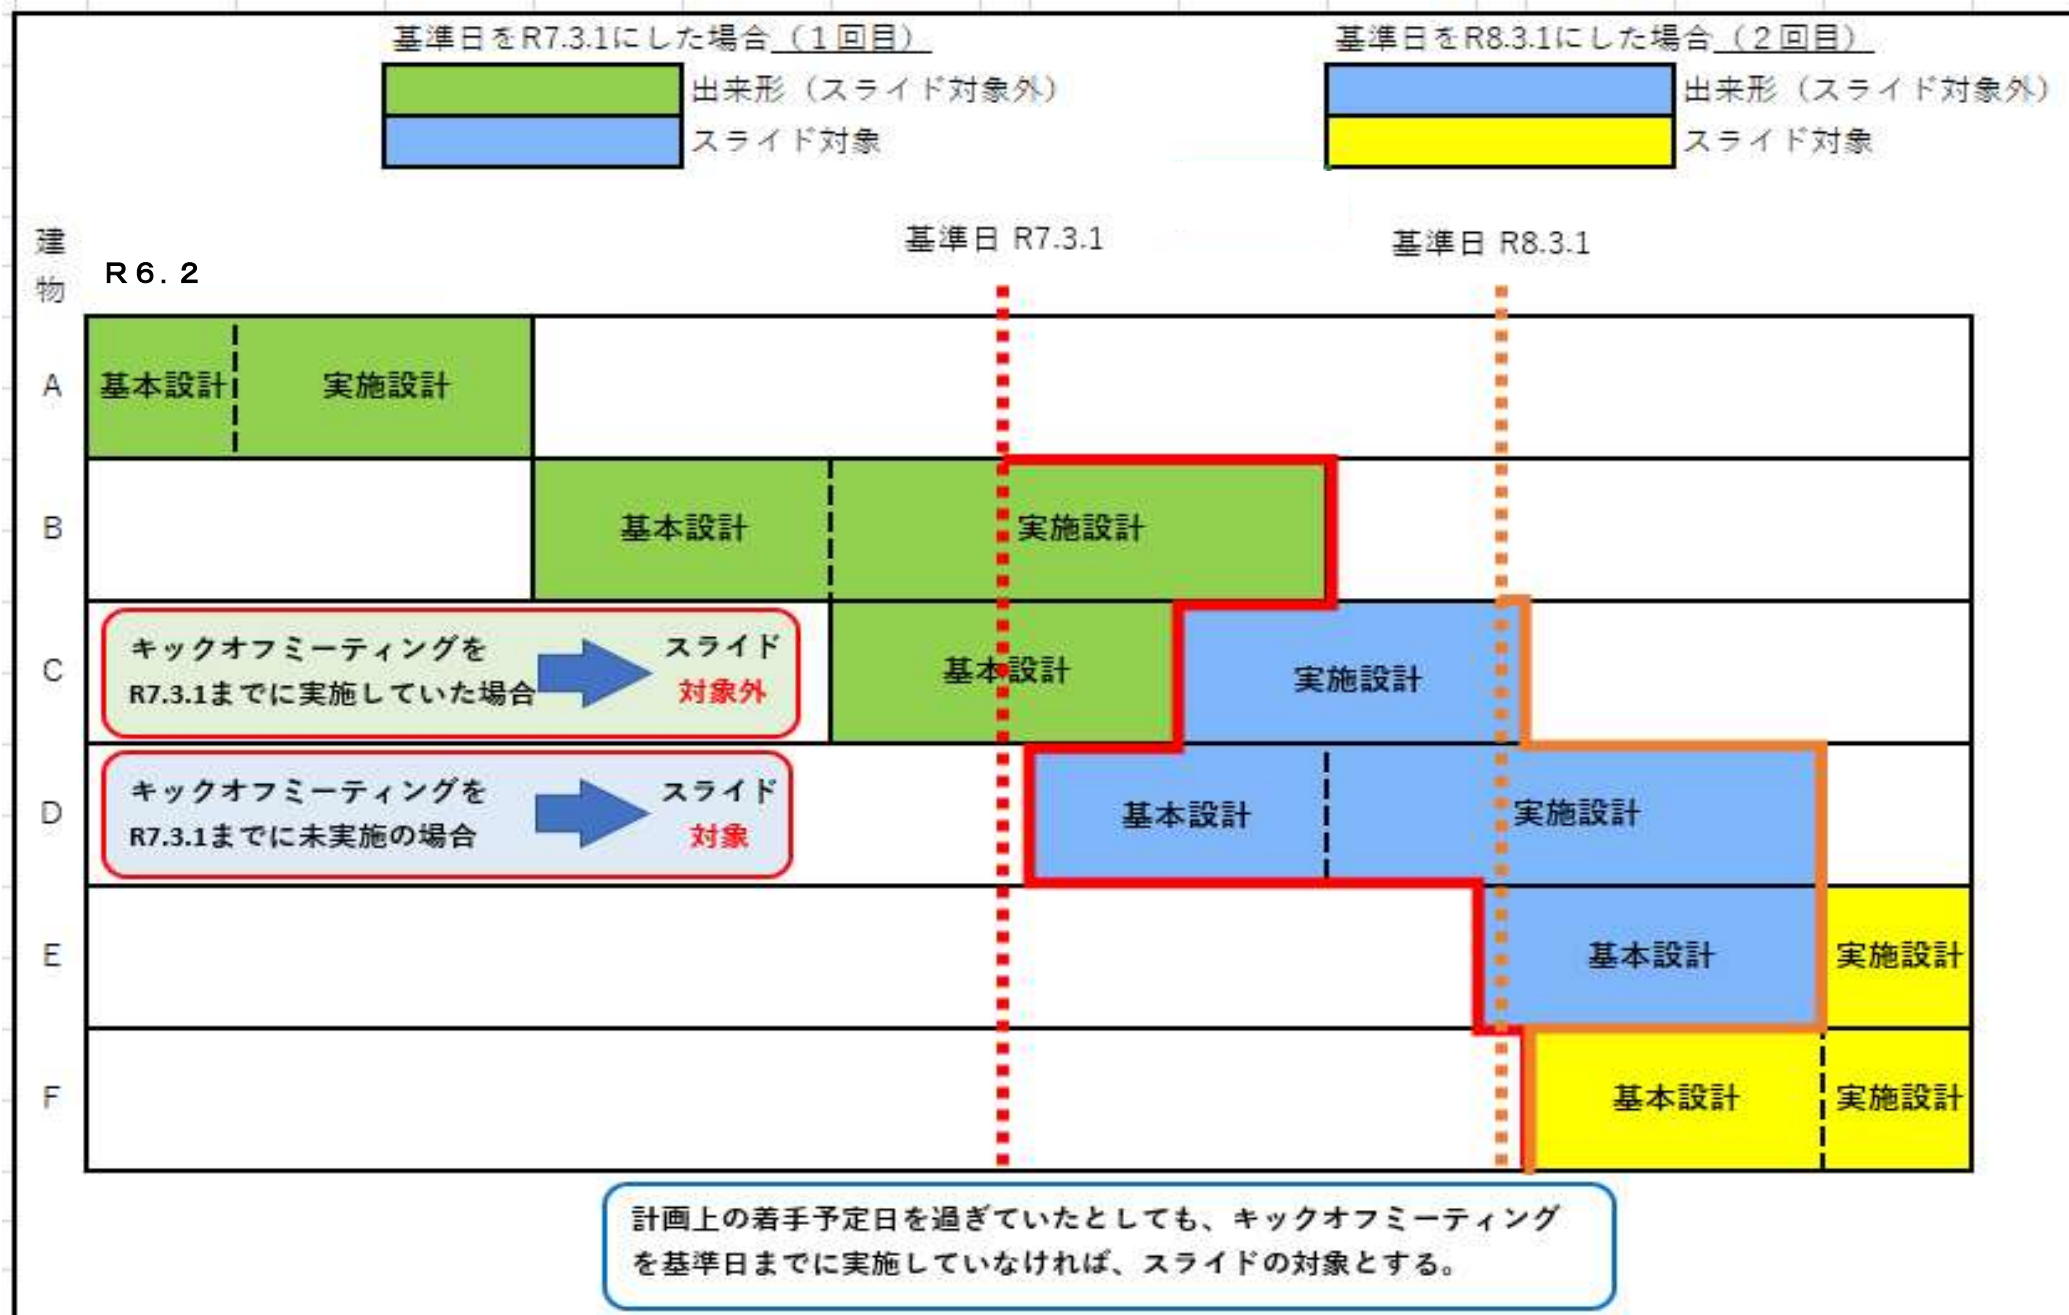 基準日をR7.3.1にした場合（１回目）
出来形（スライド対象外）
スライド対象
基準日をR8.3.1にした場合（２回目）
出来形（スライド対象外）
スライド対象
建
物
R６.２
基準日 R7.3.1
基準日 R8.3.1
A
基本設計
実施設計
B
基本設計
実施設計
C
キックオフミーティングを
R7.3.1までに実施していた場合
スライド
対象外
基本設計
実施設計
D
キックオフミーティングを
R7.3.1までに未実施の場合
スライド
対象
基本設計
実施設計
E
基本設計
実施設計
F
基本設計
実施設計
計画上の着手予定日を過ぎていたとしても、キックオフミーティング
を基準日までに実施していなければ、スライドの対象とする。